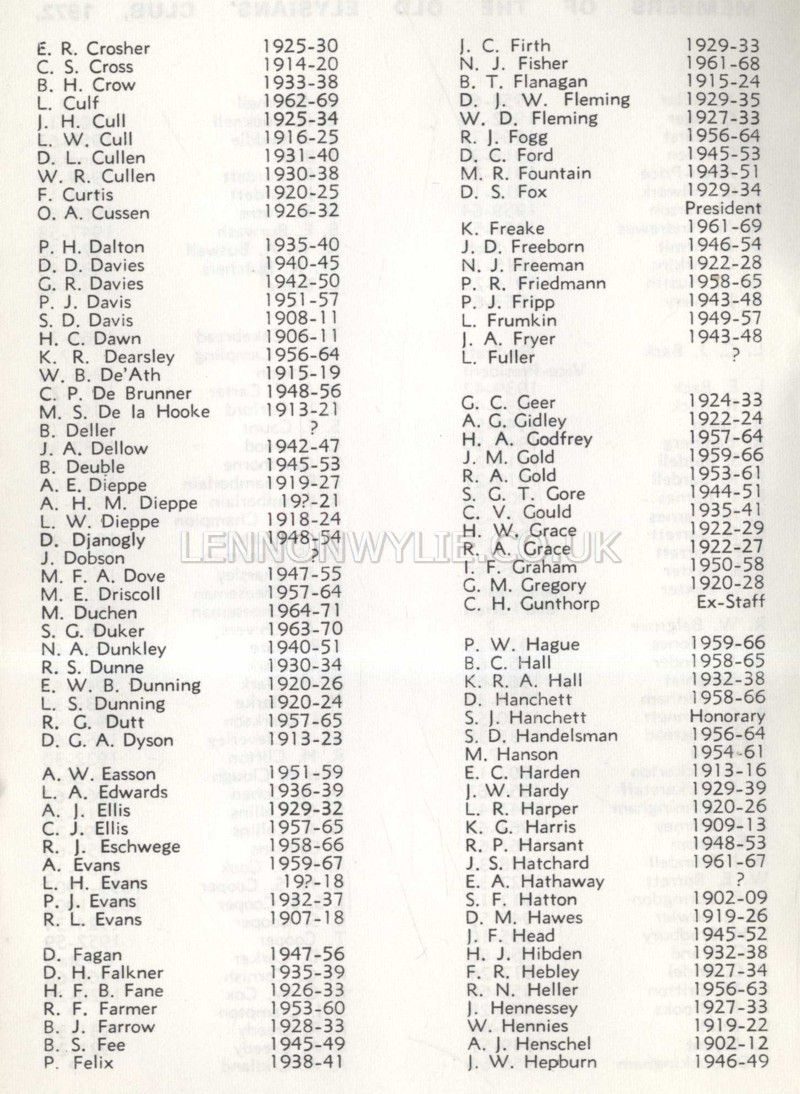 E. R. Crosher 1925-30
C. S. Cross 1914-20
B. H. Crow 1933-38
L. Culf 1962-69
J. H. Cull 1925-34
L. W. Cull 1916-25
D. L. Cullen 1931-40
W. R. Cullen 1930-38
F. Curtis 1920-25
O. A. Cussen 1926-32
P. H. Dalton 1935-40
D. D. Davies 1940-45
G. R. Davies 1942-50
P. J. Davis 1951-57
S. D. Davis 1908-11
H. C. Dawn 1906-11
K. R. Dearsley 1956-64
W. B. De'Ath 1915-19
C. P. De Brunner 1948-56
M. S. De la Hooke 1913-21
B. Deller ?
J. A. Dellow 1942-47
B. Deuble 1945-53
A. E. Dieppe 1919-27
A. H. M. Dieppe 19?-21
L. W. Dieppe 1918-24
D. Djanogly 1948-54
J. Dobson ?
M. F. A. Dove 1947-55
M. E. Driscoll 1957-64
M. Duchen 1964-71
S. G. Duker 1963-70
N. A. Dunkley 1940-51
R. S. Dunne 1930-34
E. W. B. Dunning 1920-26
L. S. Dunning 1920-24
R. G. Dutt 1957-65
D. G. A. Dyson 1913-23
A. W. Easson 1951-59
L. A. Edwards 1936-39
A. J. Ellis 1929-32
C. J. Ellis 1957-65
R. J. Eschwege 1958-66
A. Evans 1959-67
L. H. Evans 19?-18
P. J. Evans 1932-37
R. L. Evans 1907-18
D. Fagan 1947-56
D. H. Falkner 1935-39
H. F. B. Fane 1926-33
R. F. Farmer 1953-60
B. J. Farrow 1928-33
B. S. Fee 1945-49
P. Felix 1938-41
J. C. Firth 1929-33
N. J. Fisher 1961-68
B. T. Flanagan 1915-24
D. J. W. Fleming 1929-35
W. D. Fleming 1927-33
R. J. Fogg 1956-64
D. C. Ford 1945-53
M. R. Fountain 1943-51
D. S. Fox 1929-34
President
K. Freake 1961-69
J. D. Freeborn 1946-54
N. J. Freeman 1922-28
P. R. Friedmann 1958-65
P. J. Fripp 1943-48
L. Frumkin 1949-57
J. A. Fryer 1943-48
L. Fuller ?
G. C. Geer 1924-33
A. G. Gidley 1922-24
H. A. Godfrey 1957-64
J. M. Gold 1959-66
R. A. Gold 1953-61
S. G. T. Gore 1944-51
C. V. Gould 1935-41
H. W. Grace 1922-29
R. A. Grace 1922-27
I. F. Graham 1950-58
G. M. Gregory 1920-28
C. H. Gunthorp Ex-Staff
P. W. Hague 1959-66
B. C. Hall 1958-65
K. R. A. Hall 1932-38
D. Hanchett 1958-66
S. J. Hanchett Honorary
S. D. Handelsman 1956-64
M. Hanson 1954-61
E. C. Harden 1913-16
J. W. Hardy 1929-39
L. R. Harper 1920-26
K. G. Harris 1909-13
R. P. Harsant 1948-53
J. S. Hatchard 1961-67
E. A. Hathaway ?
S. F. Hatton 1902-09
D. M. Hawes 1919-26
J. F. Head 1945-52
H. J. Hibden 1932-38
F. R. Hebley 1927-34
R. N. Heller 1956-63
J. Hennessey 1927-33
W. Hennies 1919-22
A. J. Henschel 1902-12
J. W. Hepburn 1946-49
LENNONWYLIE.CO.UK